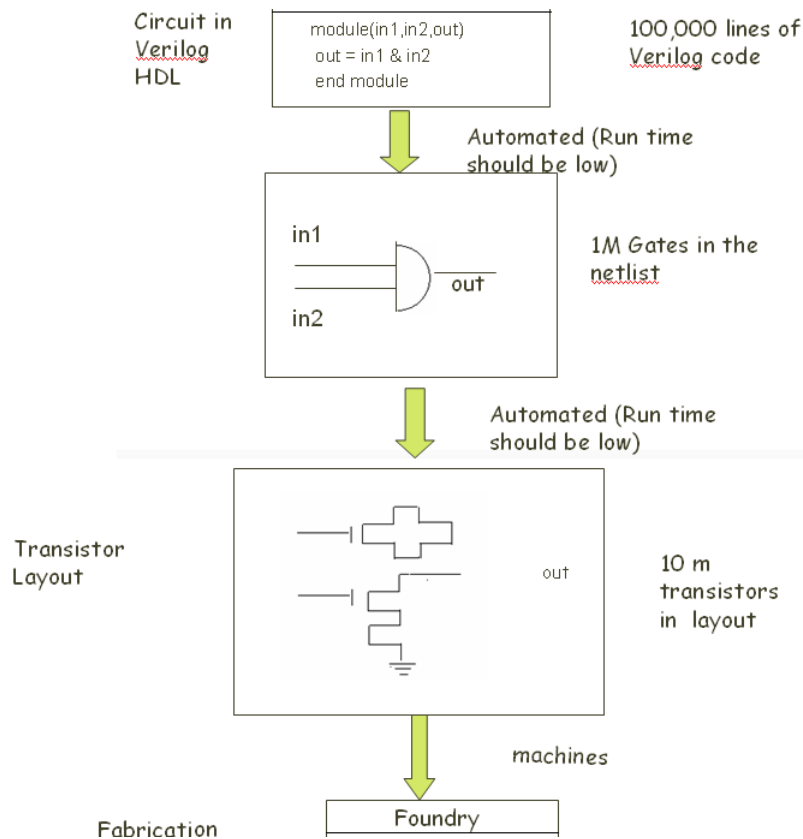 Circuit in
Verilog
HDL
module(in1,in2,out)
out = in1 & in2
end module
100,000 lines of
Verilog code
Automated (Run time
should be low)
in1
out
in2
1M Gates in the
netlist
Automated (Run time
should be low)
Transistor
Layout
out
10 m
transistors
in layout
machines
Fabrication
Foundry